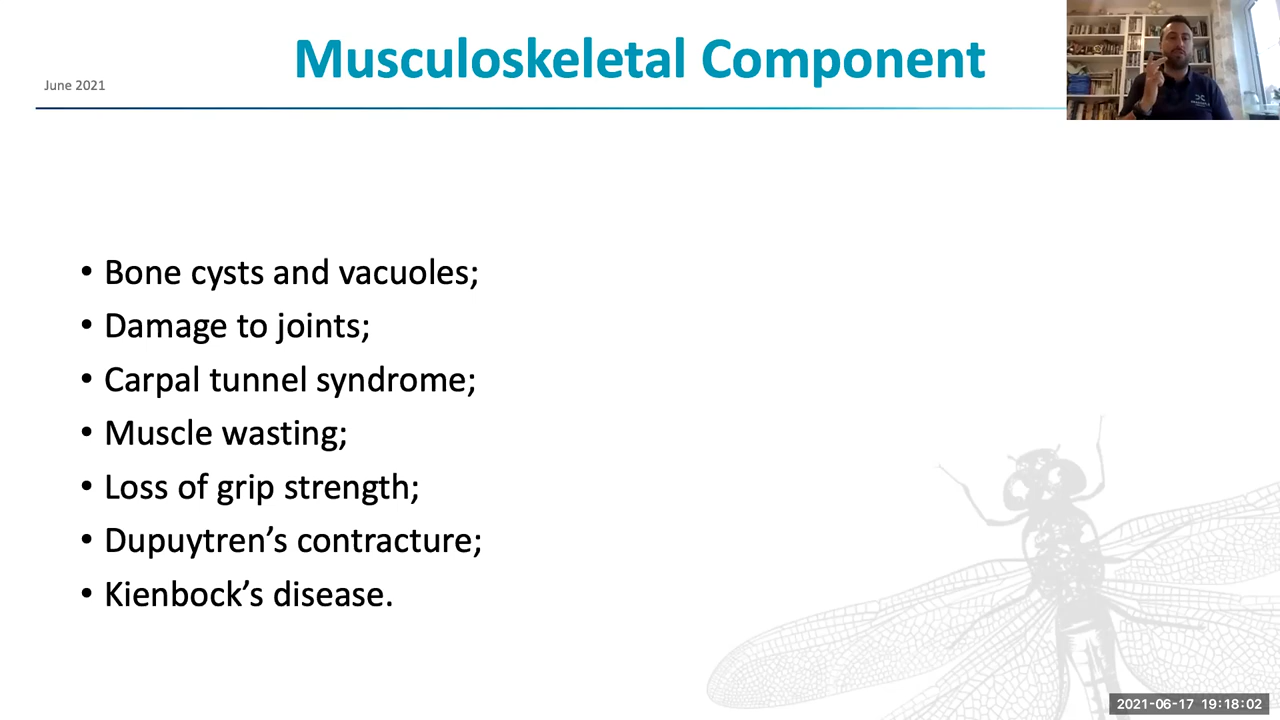 Musculoskeletal Component
June 2021
• Bone cysts and vacuoles;
• Damage to joints;
• Carpal tunnel syndrome;
• Muscle wasting;
• Loss of grip strength;
• Dupuytren’s contracture;
• Kienbock’s disease.
2021-06-17 19:18:02